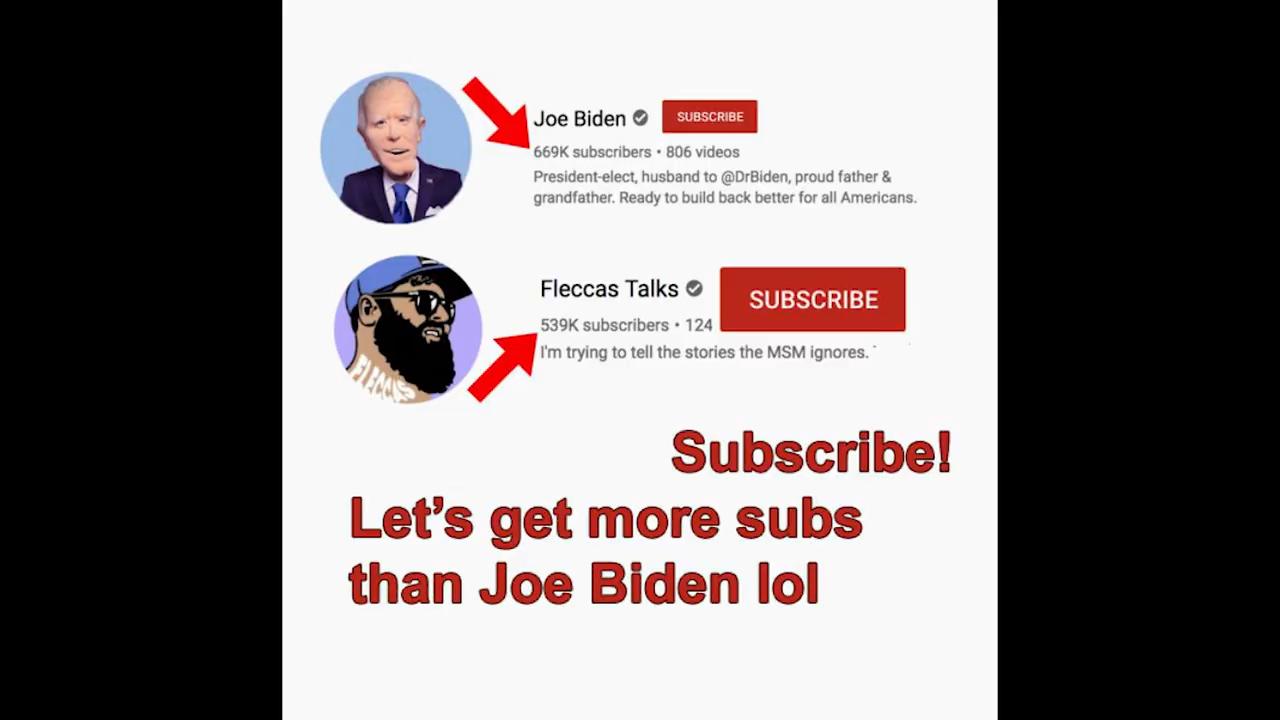 Joe Biden
SUBSCRIBE
669K subscribers • 806 videos
President-elect, husband to @DrBiden, proud father &
grandfather. Ready to build back better for all Americans.
Fleccas Talks
SUBSCRIBE
539K subscribers • 124
I'm trying to tell the stories the MSM ignores.
FLECCAS
Subscribe!
Let's get more subs
than Joe Biden lol